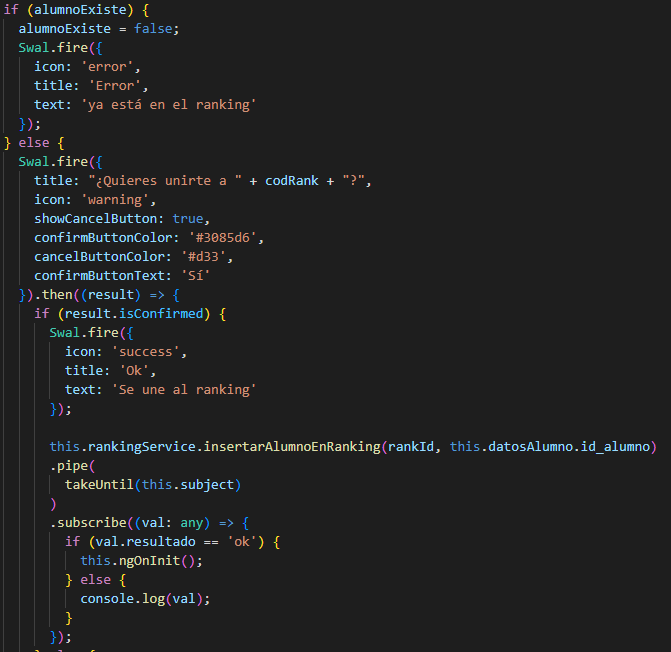 if (alumnoExiste) {
alumnoExiste = false;
Swal.fire({
icon: 'error',
title: 'Error',
text: 'ya está en el ranking'
});
} else {
Swal.fire({
title: "¿Quieres unirte a " + codRank + "?",
icon: 'warning',
showCancelButton: true,
confirmButtonColor: '#3085d6',
cancelButtonColor: '#d33',
confirmButtonText: 'Sí'
}).then((result) => {
if (result.isConfirmed) {
Swal.fire({
icon: 'success',
title: 'Ok',
text: 'Se une al ranking'
});
this.rankingService.insertarAlumnoEnRanking(rankId, this.datosAlumno.id_alumno)
.pipe(
takeUntil(this.subject)
)
.subscribe((val: any) => {
if (val.resultado == 'ok') {
this.ngOnInit();
} else {
console.log(val);
}
});
} else {